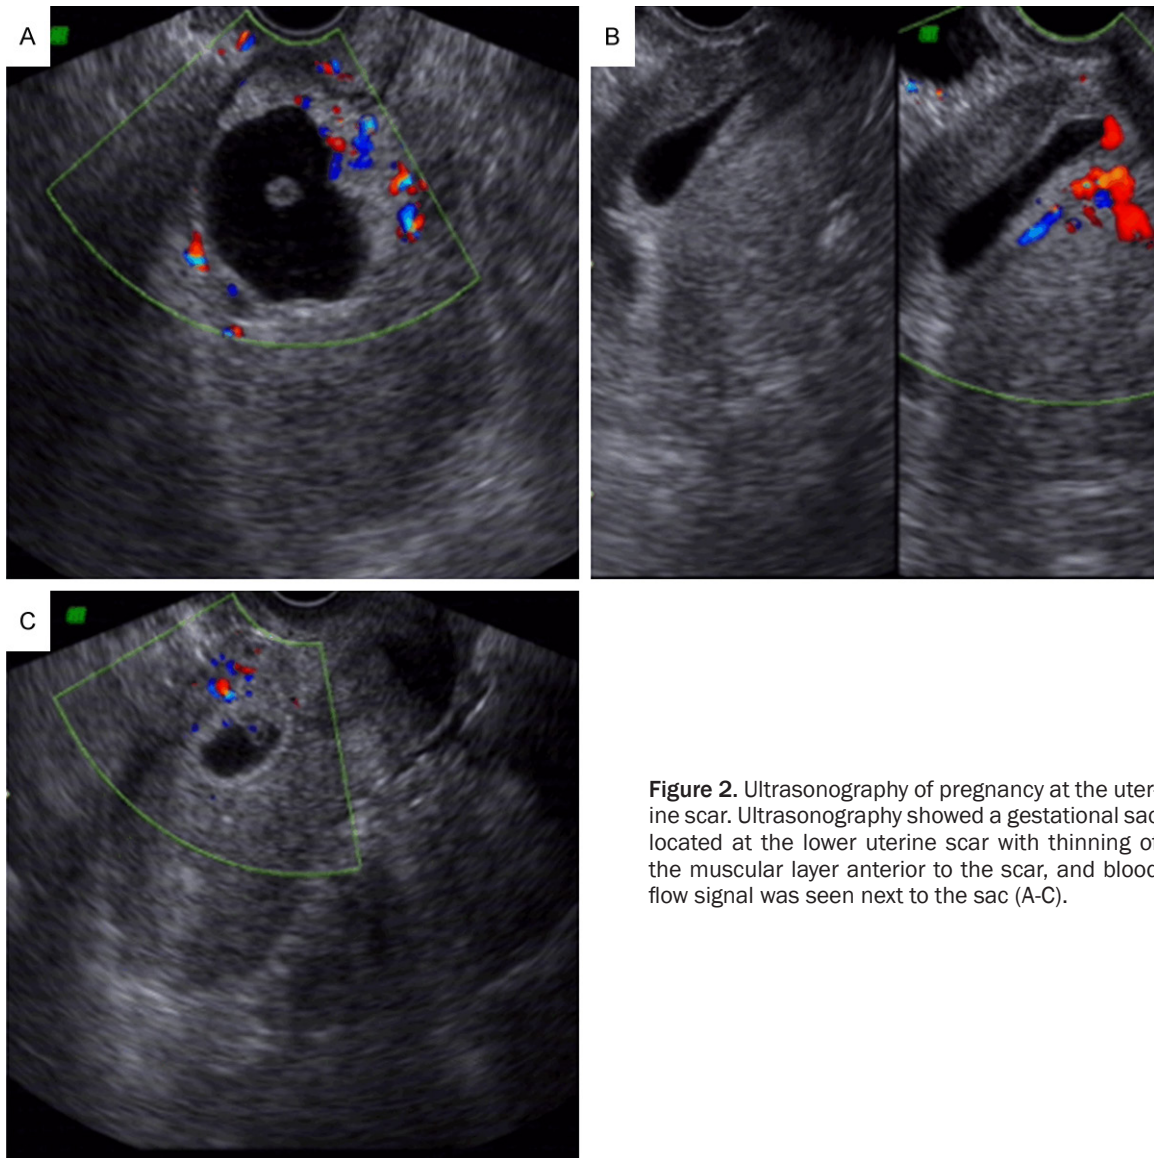 A
B
C
Figure 2. Ultrasonography of pregnancy at the uter-
ine scar. Ultrasonography showed a gestational sac
located at the lower uterine scar with thinning of
the muscular layer anterior to the scar, and blood
flow signal was seen next to the sac (A-C).